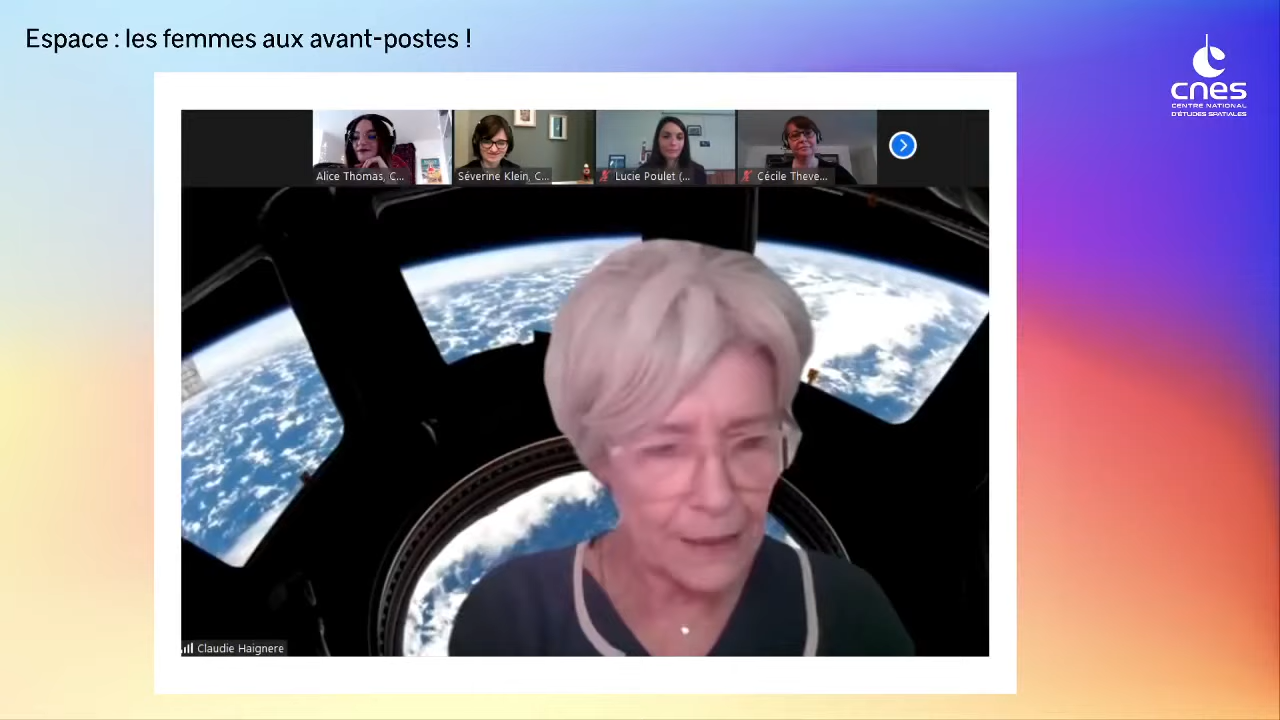 Espace : les femmes aux avant-postes !
cnes
CENTRE NATIONAL
D'ÉTUDES SPATIALES
Alice Thomas, C...
Séverine Klein, C...
Lucie Poulet (...
Cécile Theve...
Claudie Haignere